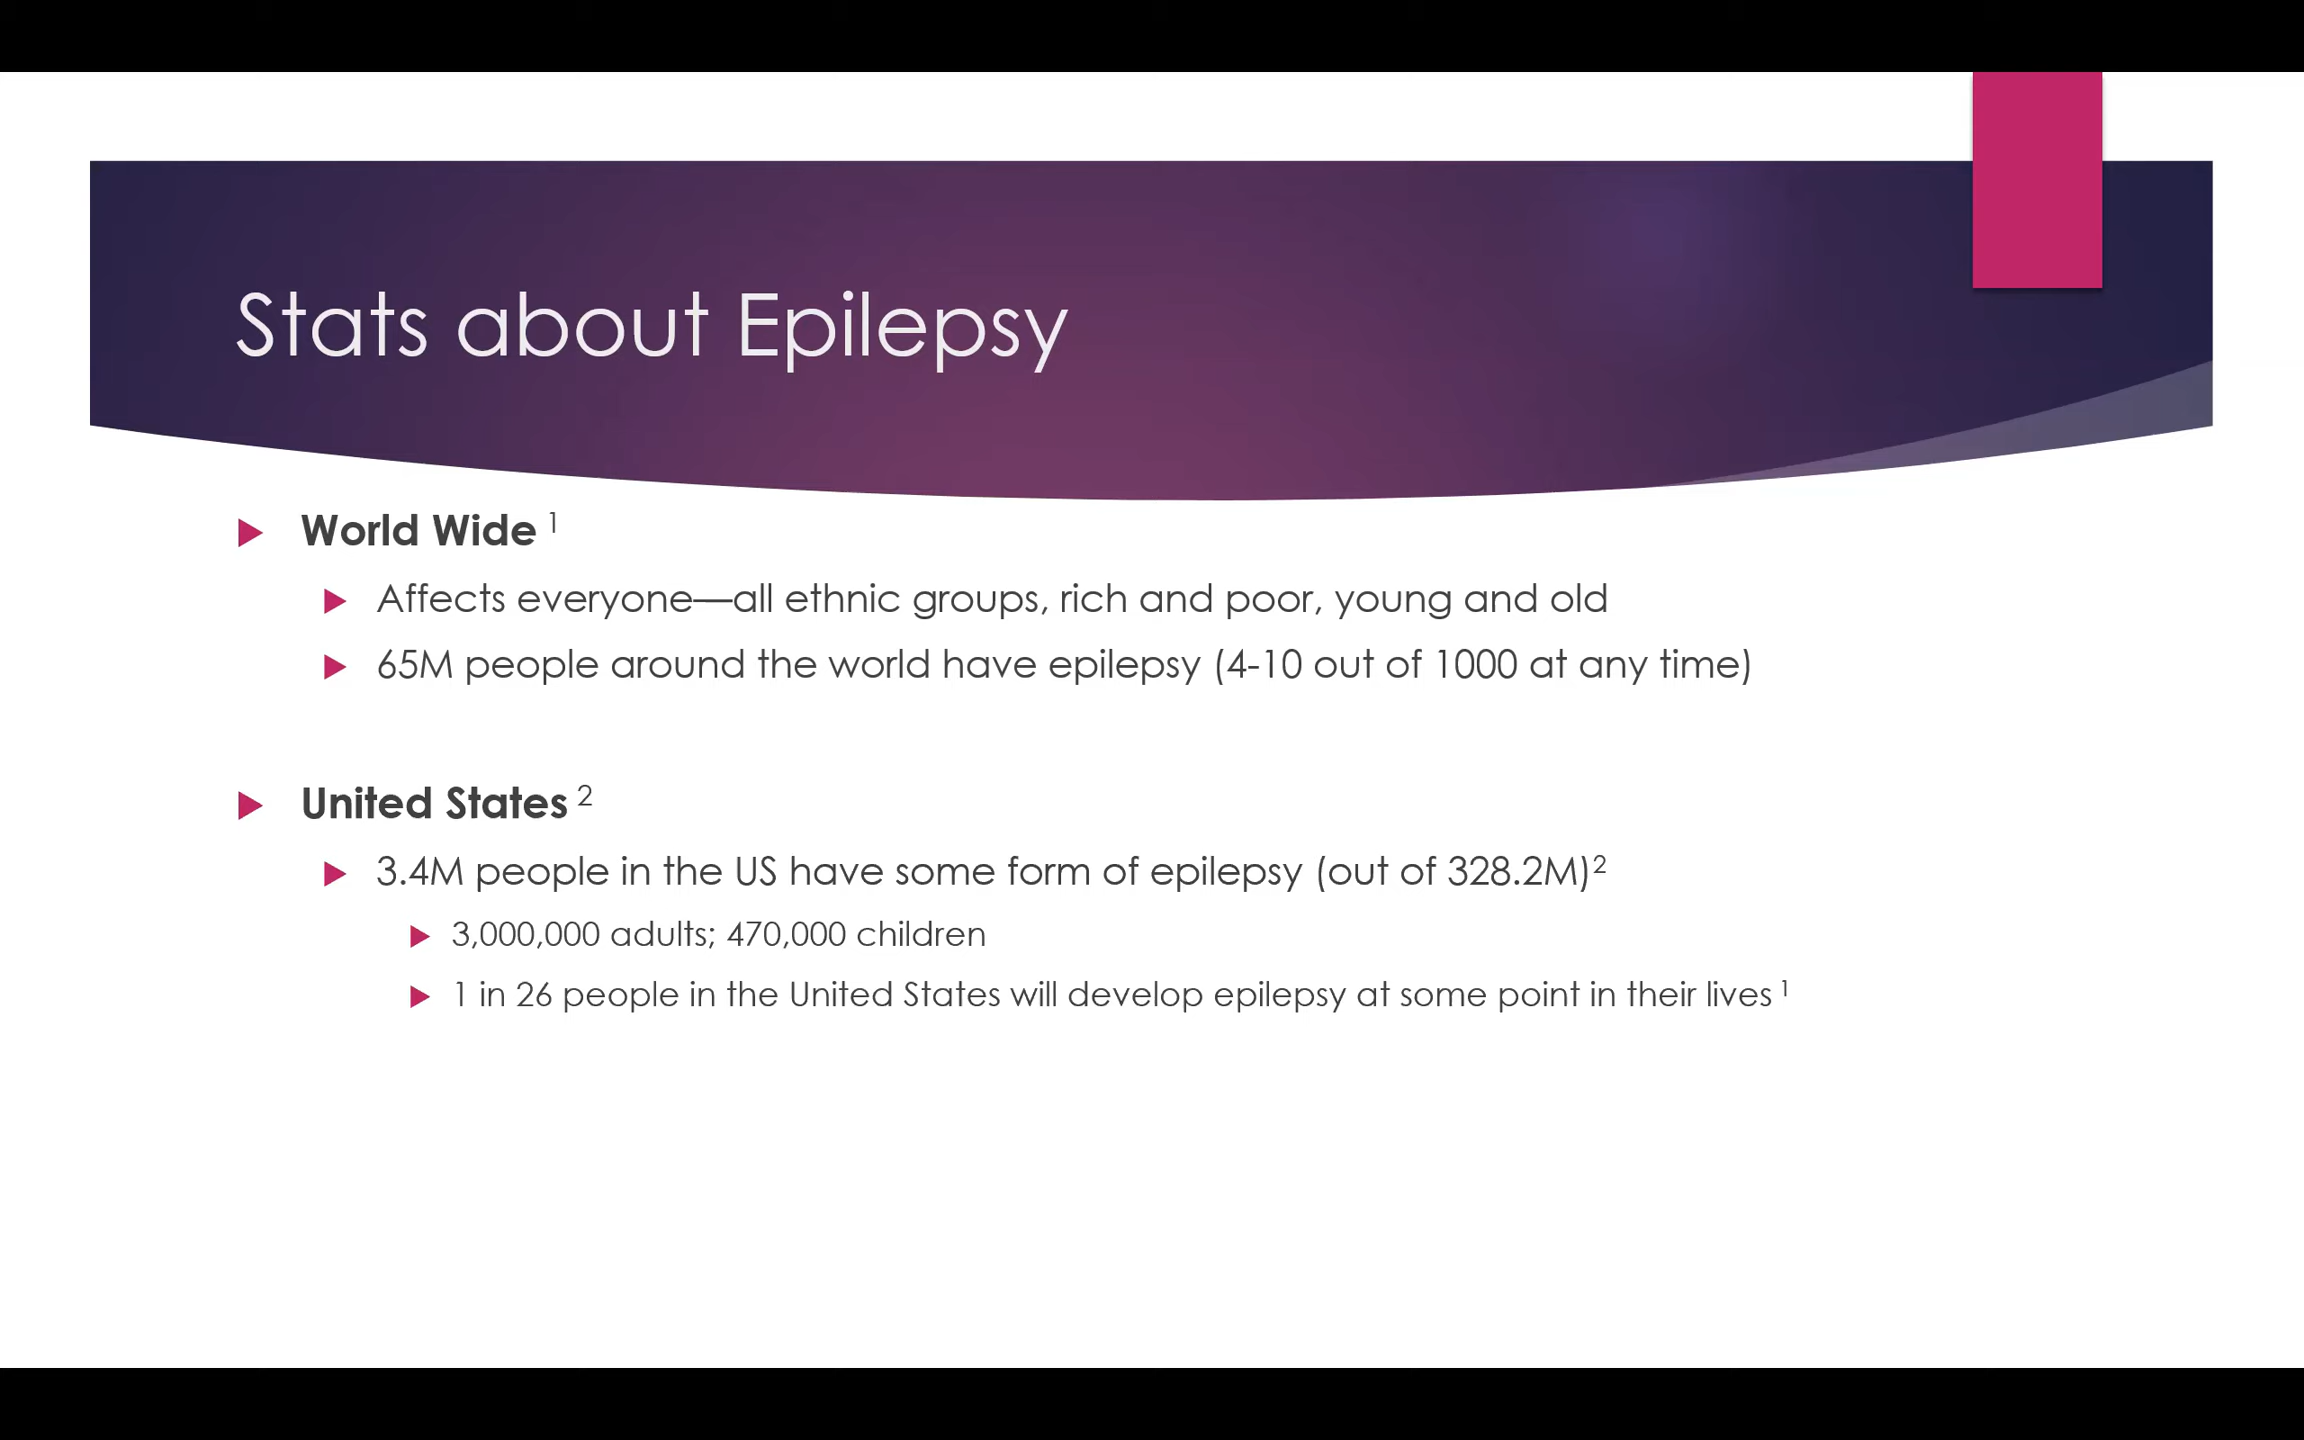 Stats about Epilepsy
World Wide 1
Affects everyone—all ethnic groups, rich and poor, young and old
65M people around the world have epilepsy (4-10 out of 1000 at any time)
United States 2
3.4M people in the US have some form of epilepsy (out of 328.2M)2
3,000,000 adults; 470,000 children
1 in 26 people in the United States will develop epilepsy at some point in their lives 1